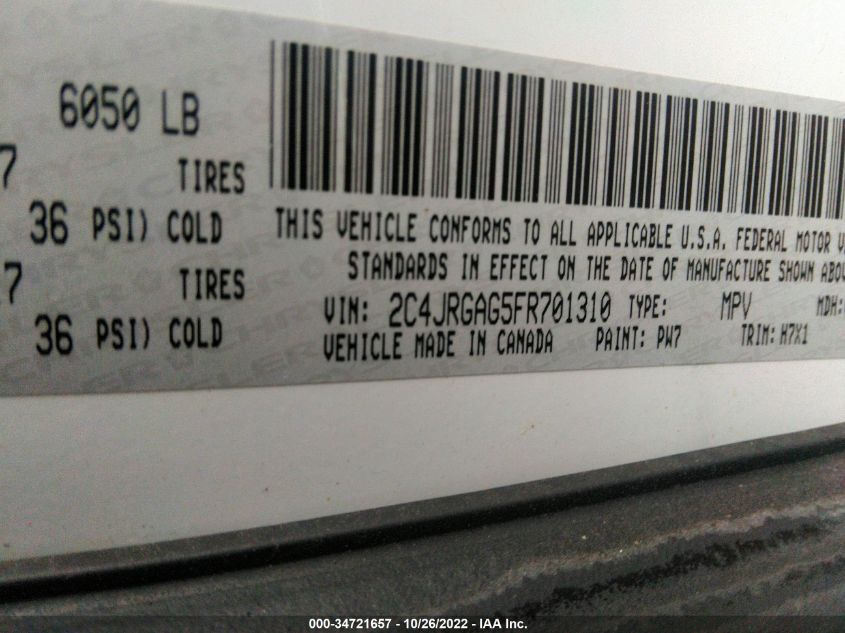 6050 LB
7 TIRES
36 PSI) COLD
7 TIRES
36 PSI) COLD
THIS VEHICLE CONFORMS TO ALL APPLICABLE U.S.A. FEDERAL MOTOR
STANDARDS IN EFFECT ON THE DATE OF MANUFACTURE SHOWN
VIN: 2C4JRGAG5FR701310 TYPE: MPV MDH:
VEHICLE MADE IN CANADA PAINT: PW7 TRIM: H7X1
000-34721657 - 10/26/2022 - IAA Inc.